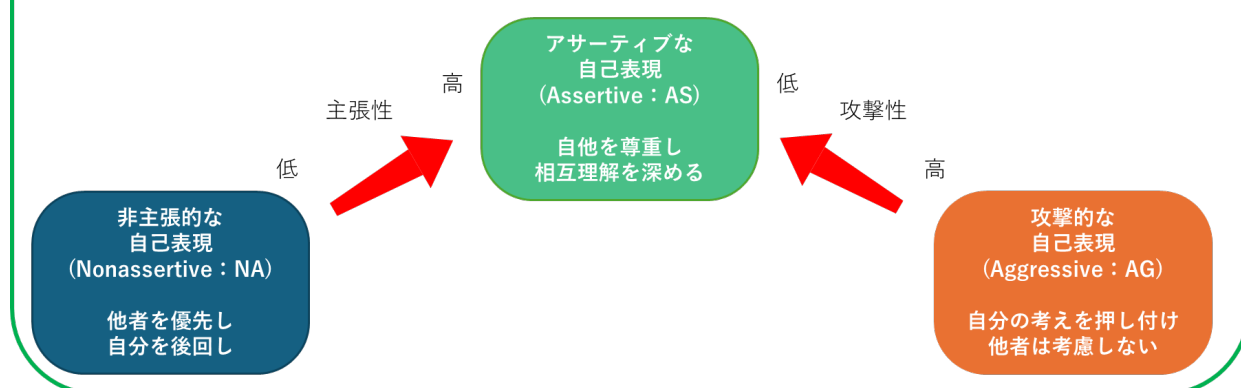 アサーティブな
自己表現
(Assertive：AS)
自他を尊重し
相互理解を深める
高
主張性
低
低
攻撃性
高
非主張的な
自己表現
(Nonassertive：NA)
他者を優先し
自分を後回し
攻撃的な
自己表現
(Aggressive：AG)
自分の考えを押し付け
他者は考慮しない